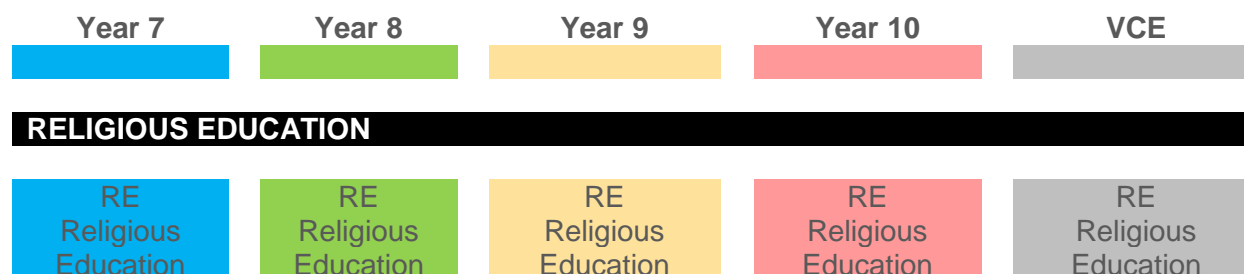 Year 7 Year 8 Year 9 Year 10 VCE
RELIGIOUS EDUCATION
RE RE RE RE RE
Religious Religious Religious Religious Religious
Education Education Education Education Education